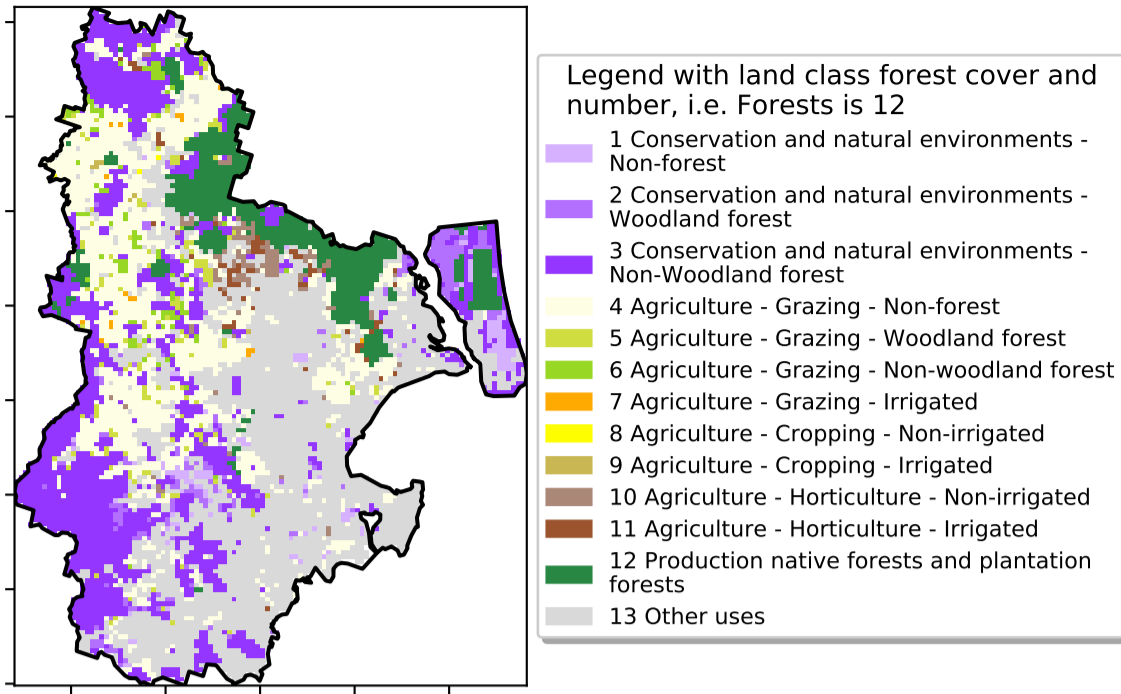 Legend with land class forest cover and
number, i.e. Forests is 12
1 Conservation and natural environments -
Non-forest
2 Conservation and natural environments -
Woodland forest
3 Conservation and natural environments -
Non-Woodland forest
4 Agriculture - Grazing - Non-forest
5 Agriculture - Grazing - Woodland forest
6 Agriculture - Grazing - Non-woodland forest
7 Agriculture - Grazing - Irrigated
8 Agriculture - Cropping - Non-irrigated
9 Agriculture - Cropping - Irrigated
10 Agriculture - Horticulture - Non-irrigated
11 Agriculture - Horticulture - Irrigated
12 Production native forests and plantation
forests
13 Other uses